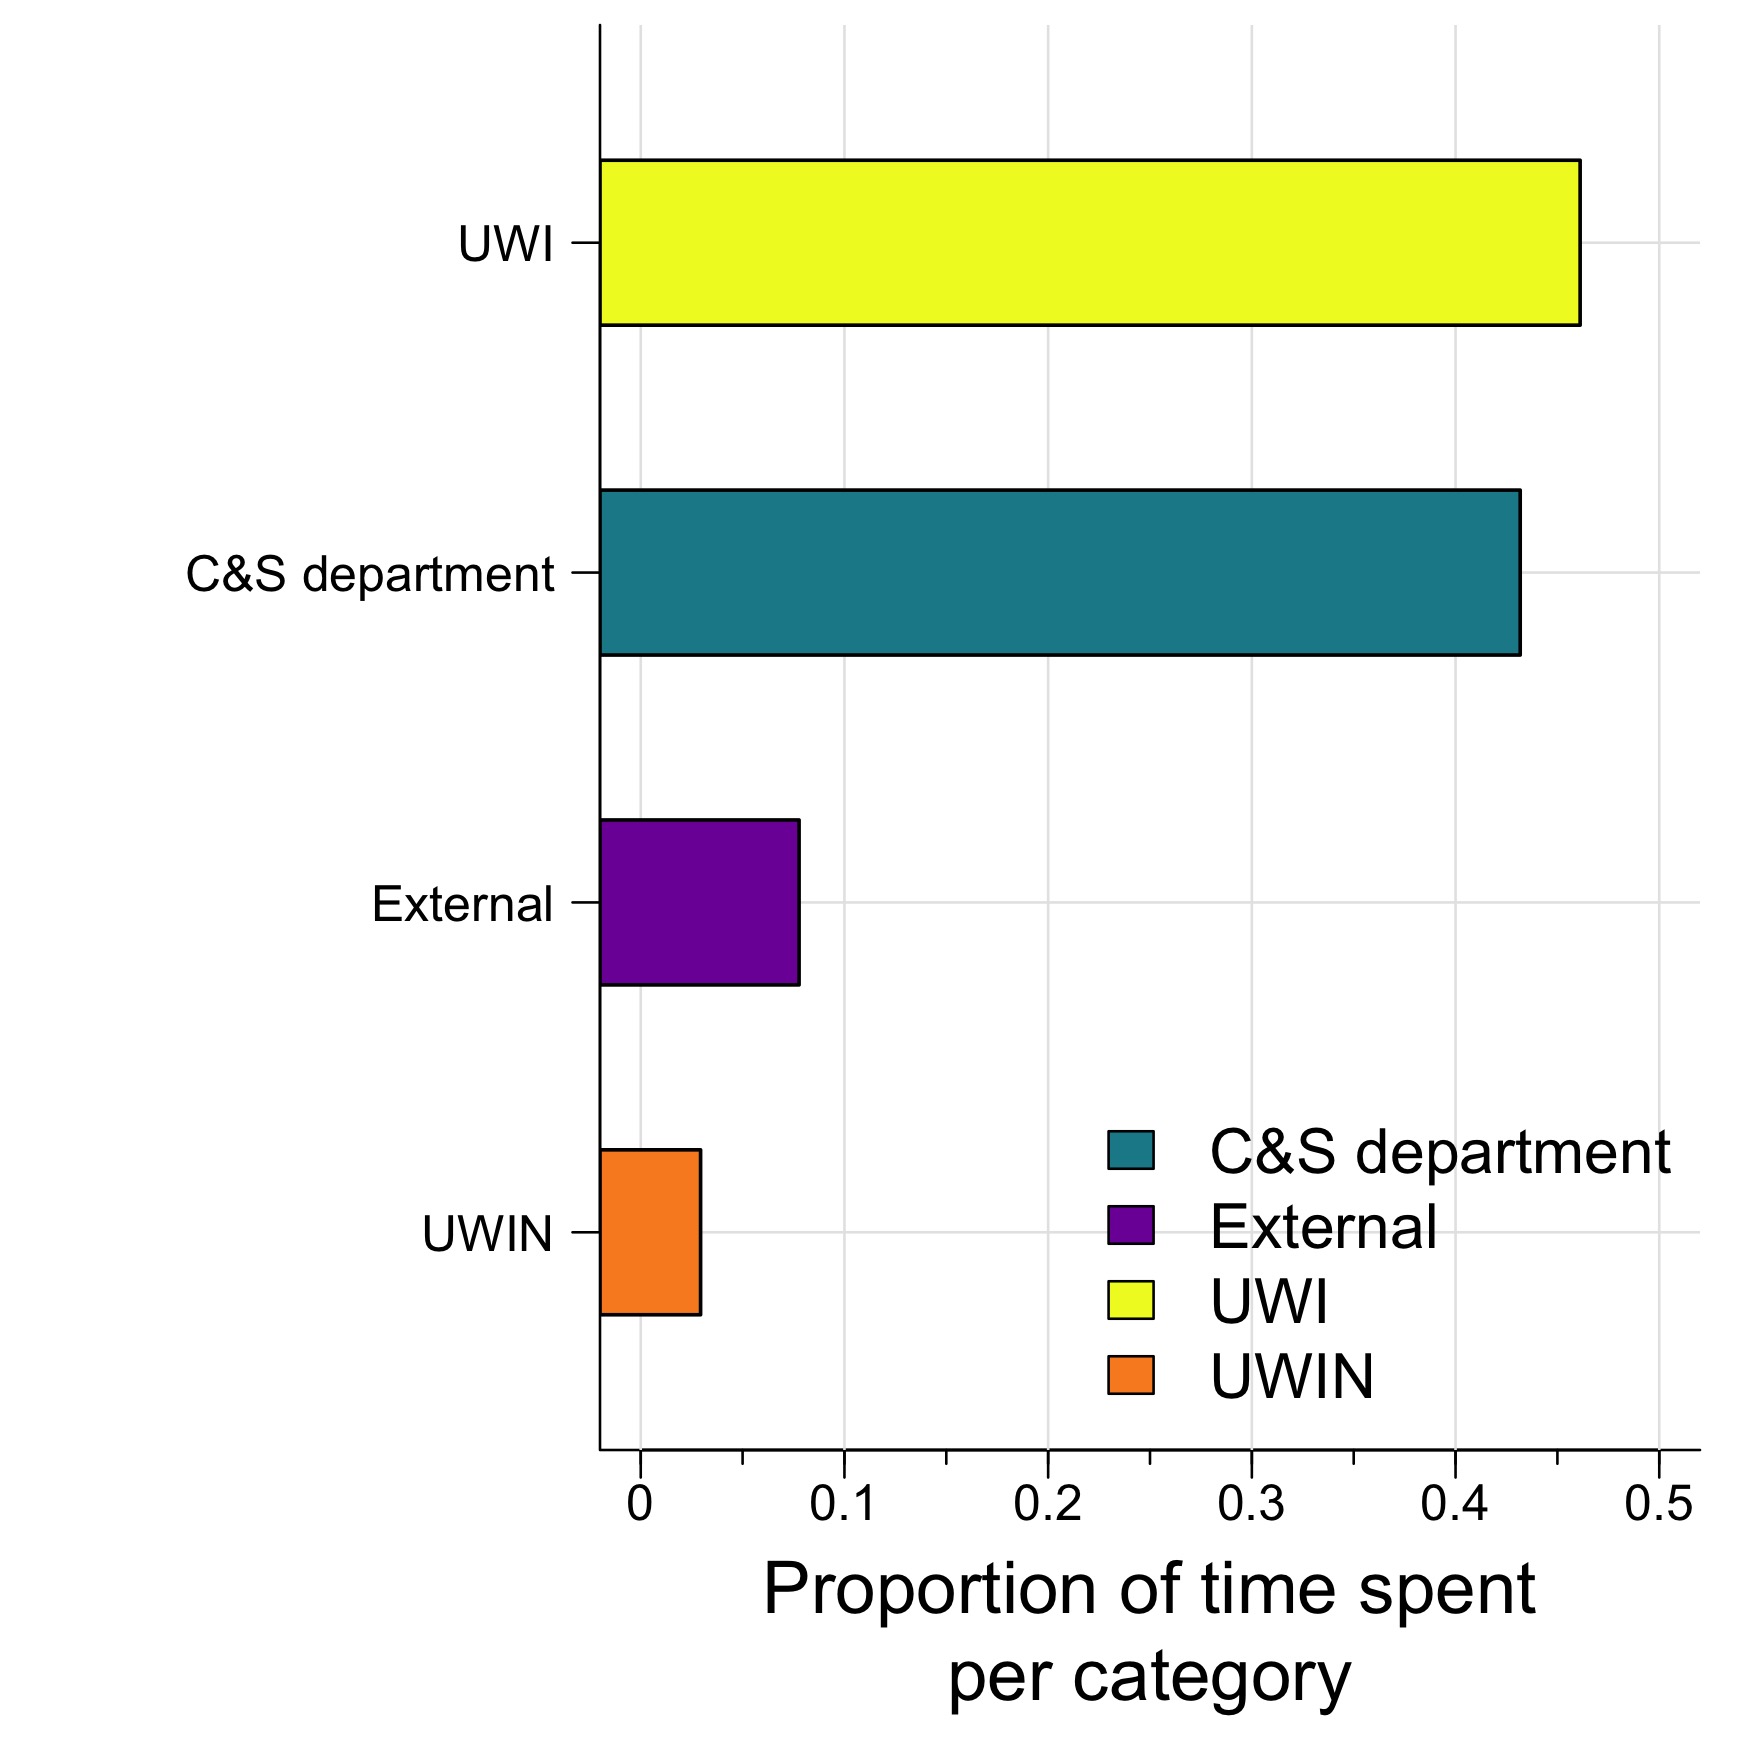 UWI
C&S department
External
UWIN
C&S department
External
UWI
UWIN
0 0.1 0.2 0.3 0.4 0.5
Proportion of time spent
per category